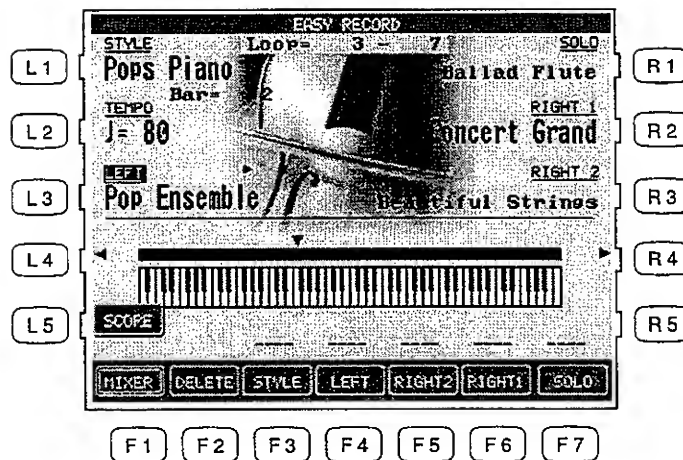 EASY RECORD
STYLE Loop= 3 - 7 SOLO
L1 Pops Piano Ballad Flute R1
Bar= 2
TEMPO RIGHT 1
L2 ♩= 80 Concert Grand R2
LEFT RIGHT 2
L3 Pop Ensemble Beautiful Strings R3
L4 R4
L5 SCOPE R5
MIXER DELETE STYLE LEFT RIGHT2 RIGHT1 SOLO
F1 F2 F3 F4 F5 F6 F7